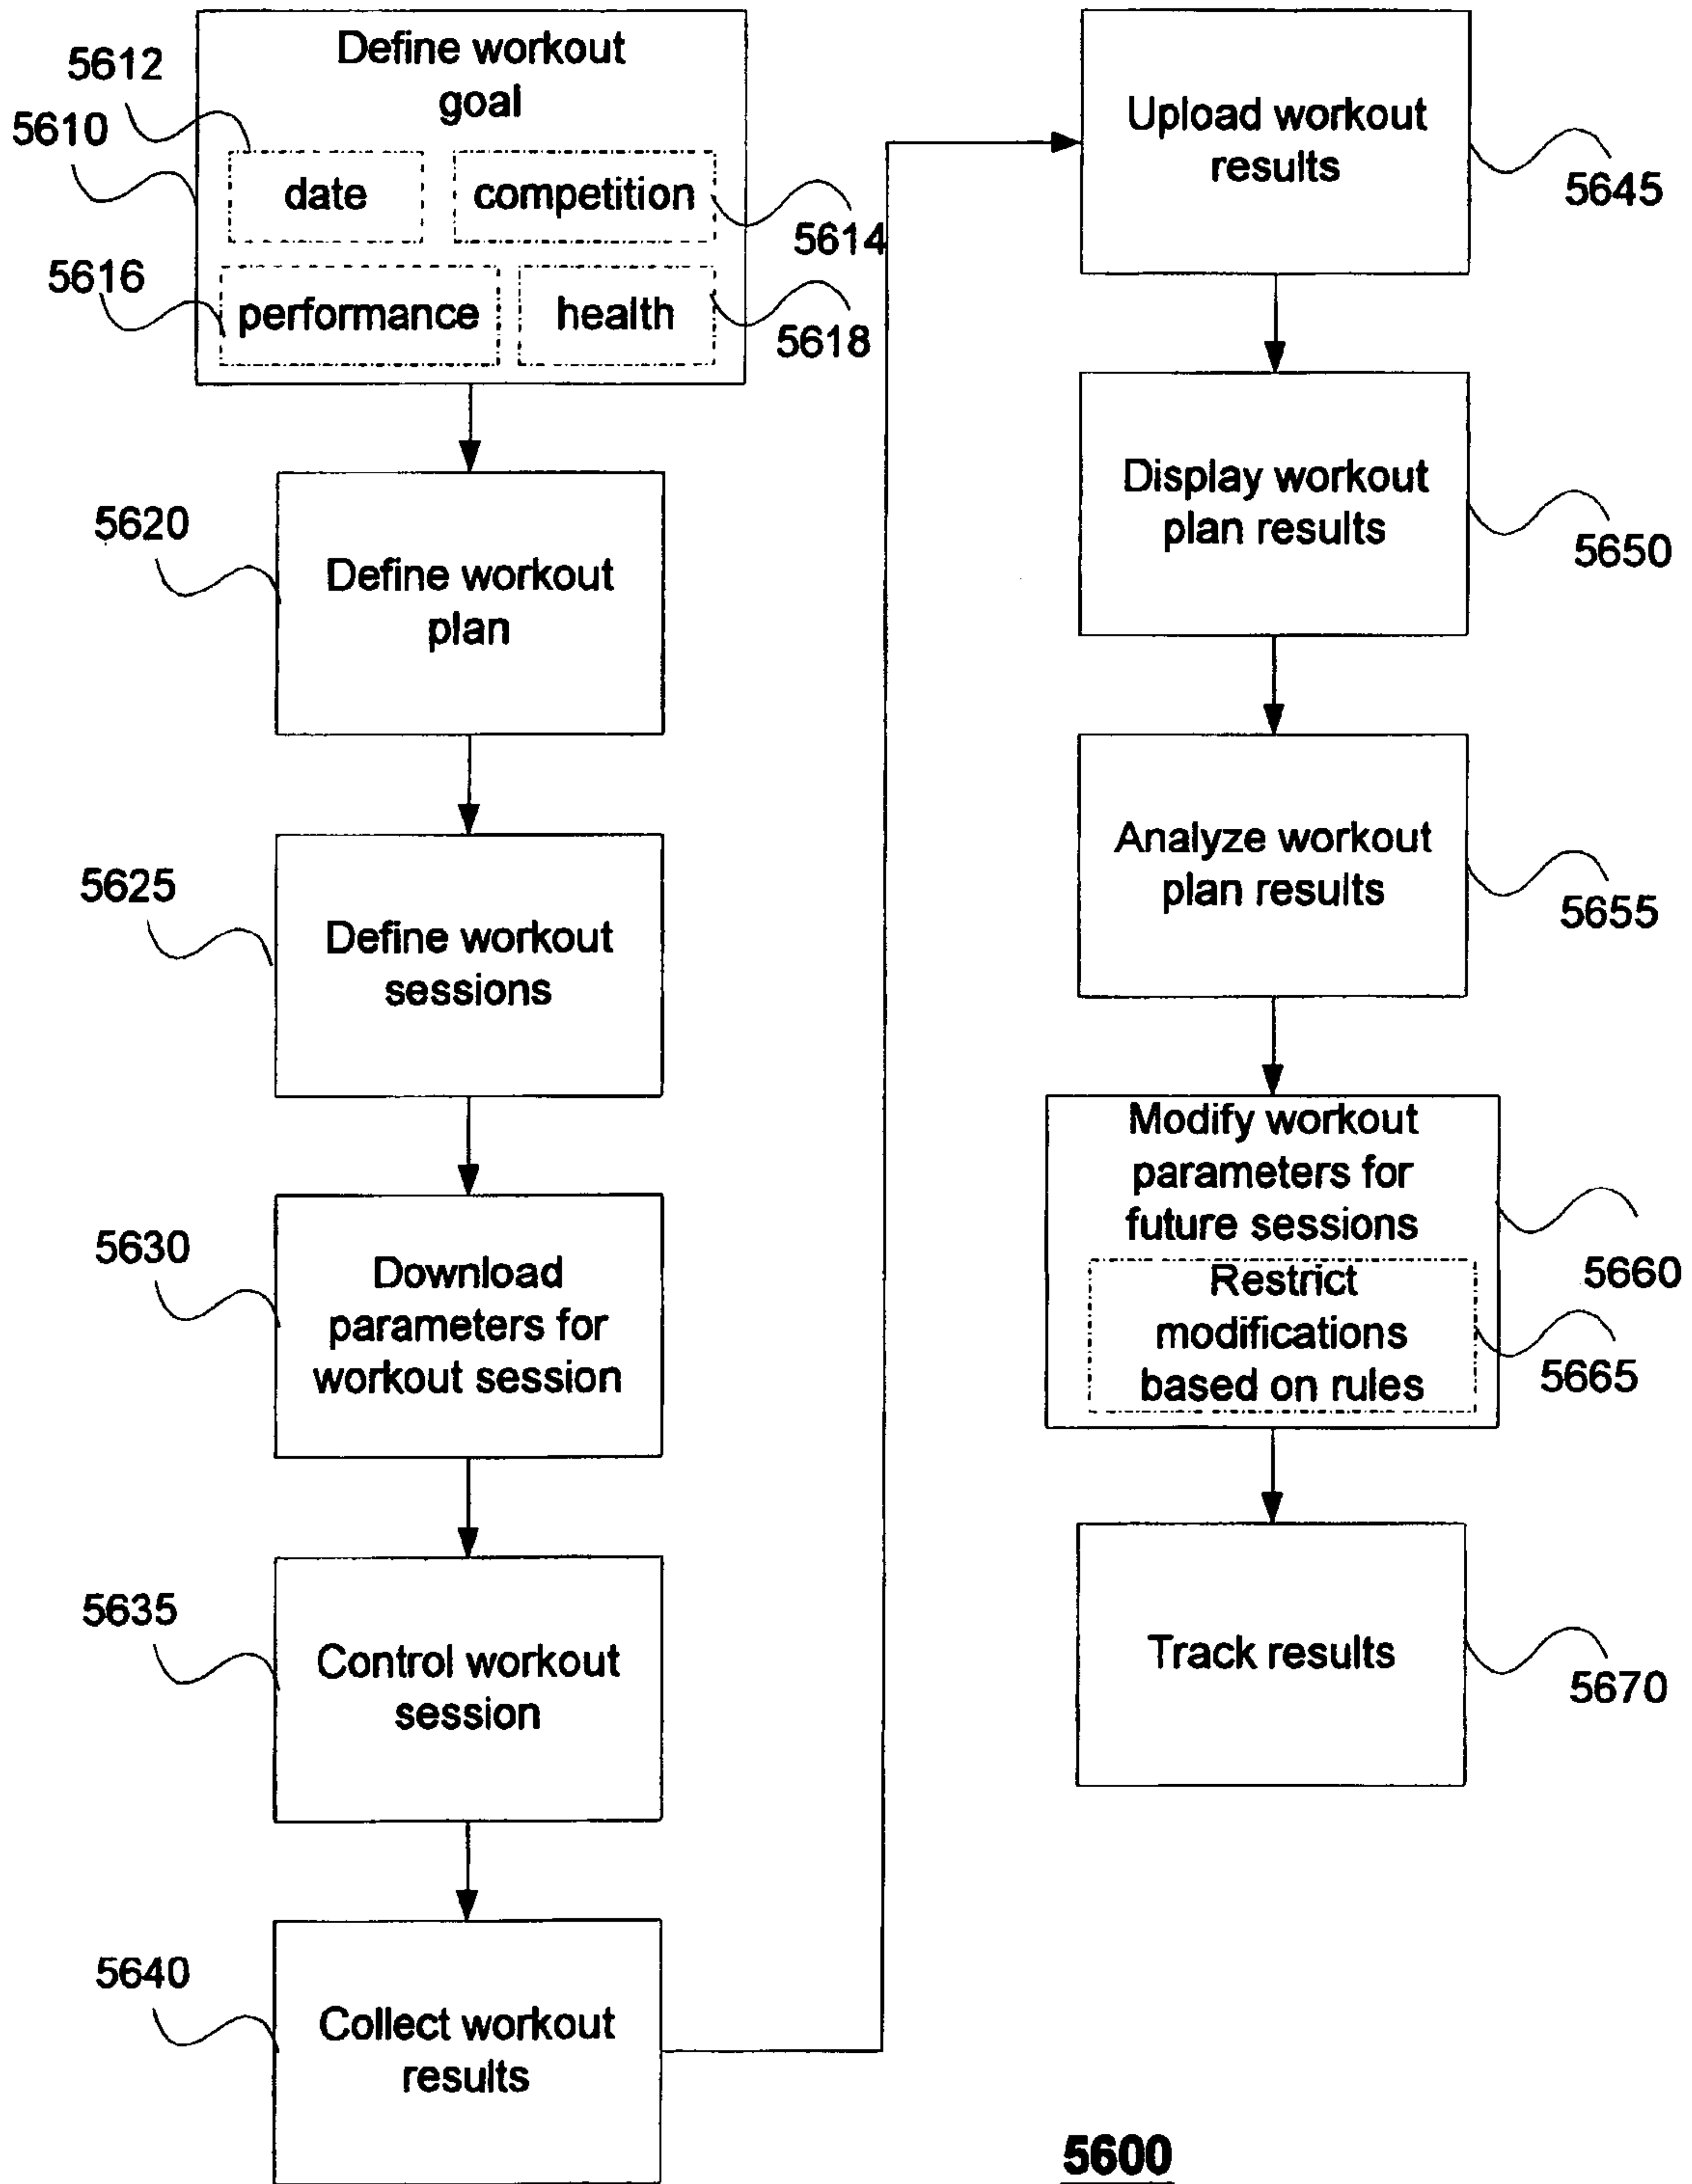 Define workout
goal
5612
5610
date
competition
5614
5616
performance
health
5618
5620
Define workout
plan
5625
Define workout
sessions
5630
Download
parameters for
workout session
5635
Control workout
session
5640
Collect workout
results
Upload workout
results
5645
Display workout
plan results
5650
Analyze workout
plan results
5655
Modify workout
parameters for
future sessions
5660
Restrict
modifications
based on rules
5665
Track results
5670
5600